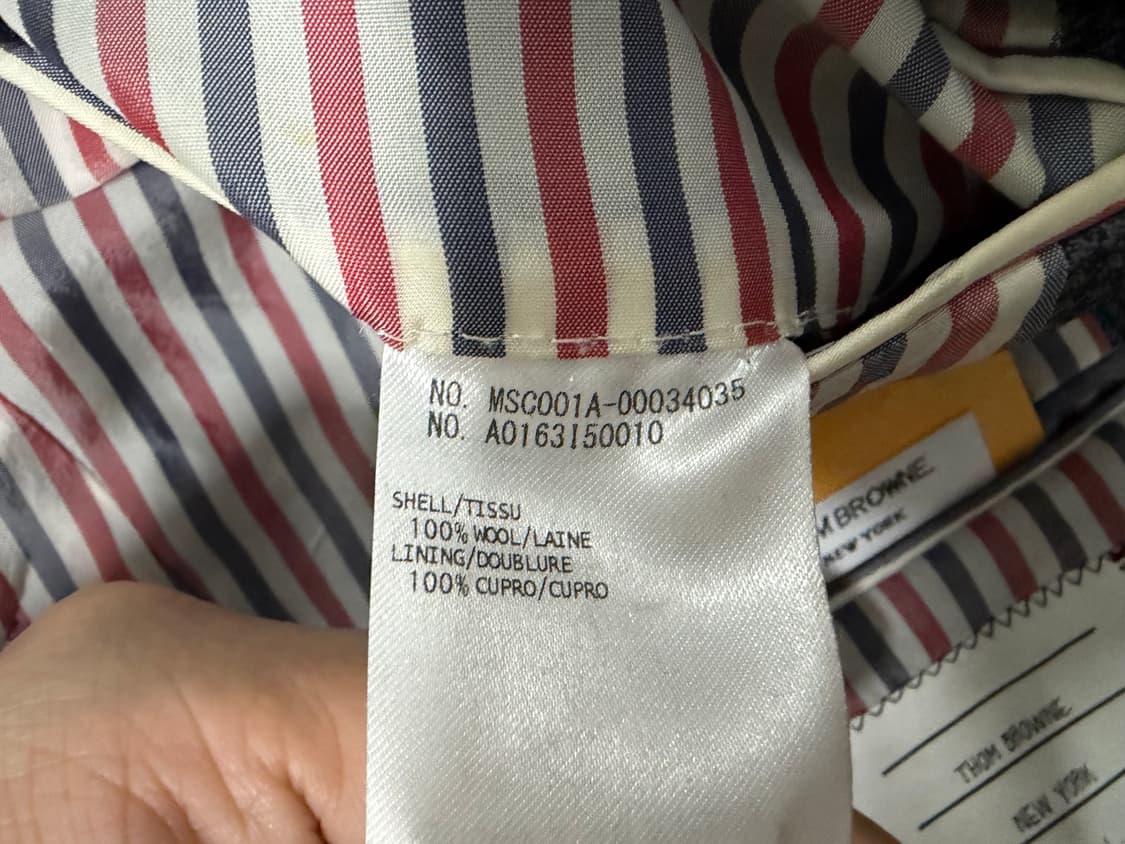 NO. MSC001A-00034035
NO. A0163I50010
SHELL/TISSU
100% WOOL/LAINE
LINING/DOUBLURE
100% CUPRO/CUPRO
M BROWNE
NEW YORK
THOM BROWNE
NEW YORK